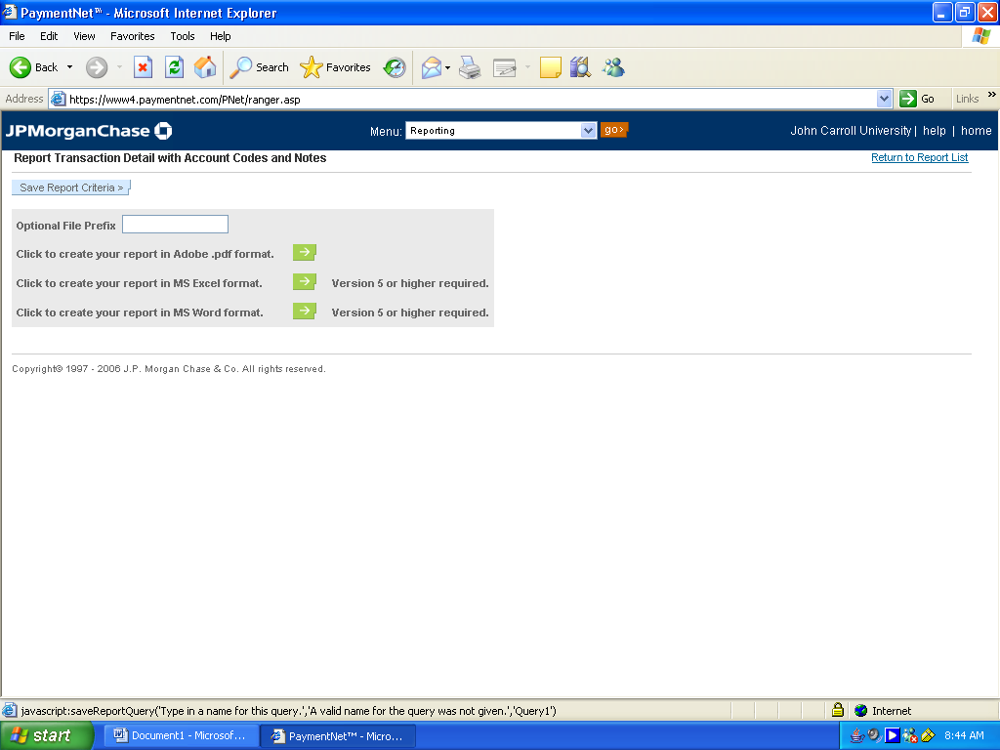 PaymentNet™ - Microsoft Internet Explorer
File Edit View Favorites Tools Help
Back Search Favorites
Address https://www4.paymentnet.com/PNet/ranger.asp Go Links »
JPMorganChase Menu: Reporting go> John Carroll University | help | home
Report Transaction Detail with Account Codes and Notes Return to Report List
Save Report Criteria >
Optional File Prefix
Click to create your report in Adobe .pdf format.
Click to create your report in MS Excel format. Version 5 or higher required.
Click to create your report in MS Word format. Version 5 or higher required.
Copyright© 1997 - 2006 J.P. Morgan Chase & Co. All rights reserved.
javascript:saveReportQuery('Type in a name for this query.','A valid name for the query was not given.','Query1') Internet
start Document1 - Microsof... PaymentNet™ - Micro... 8:44 AM